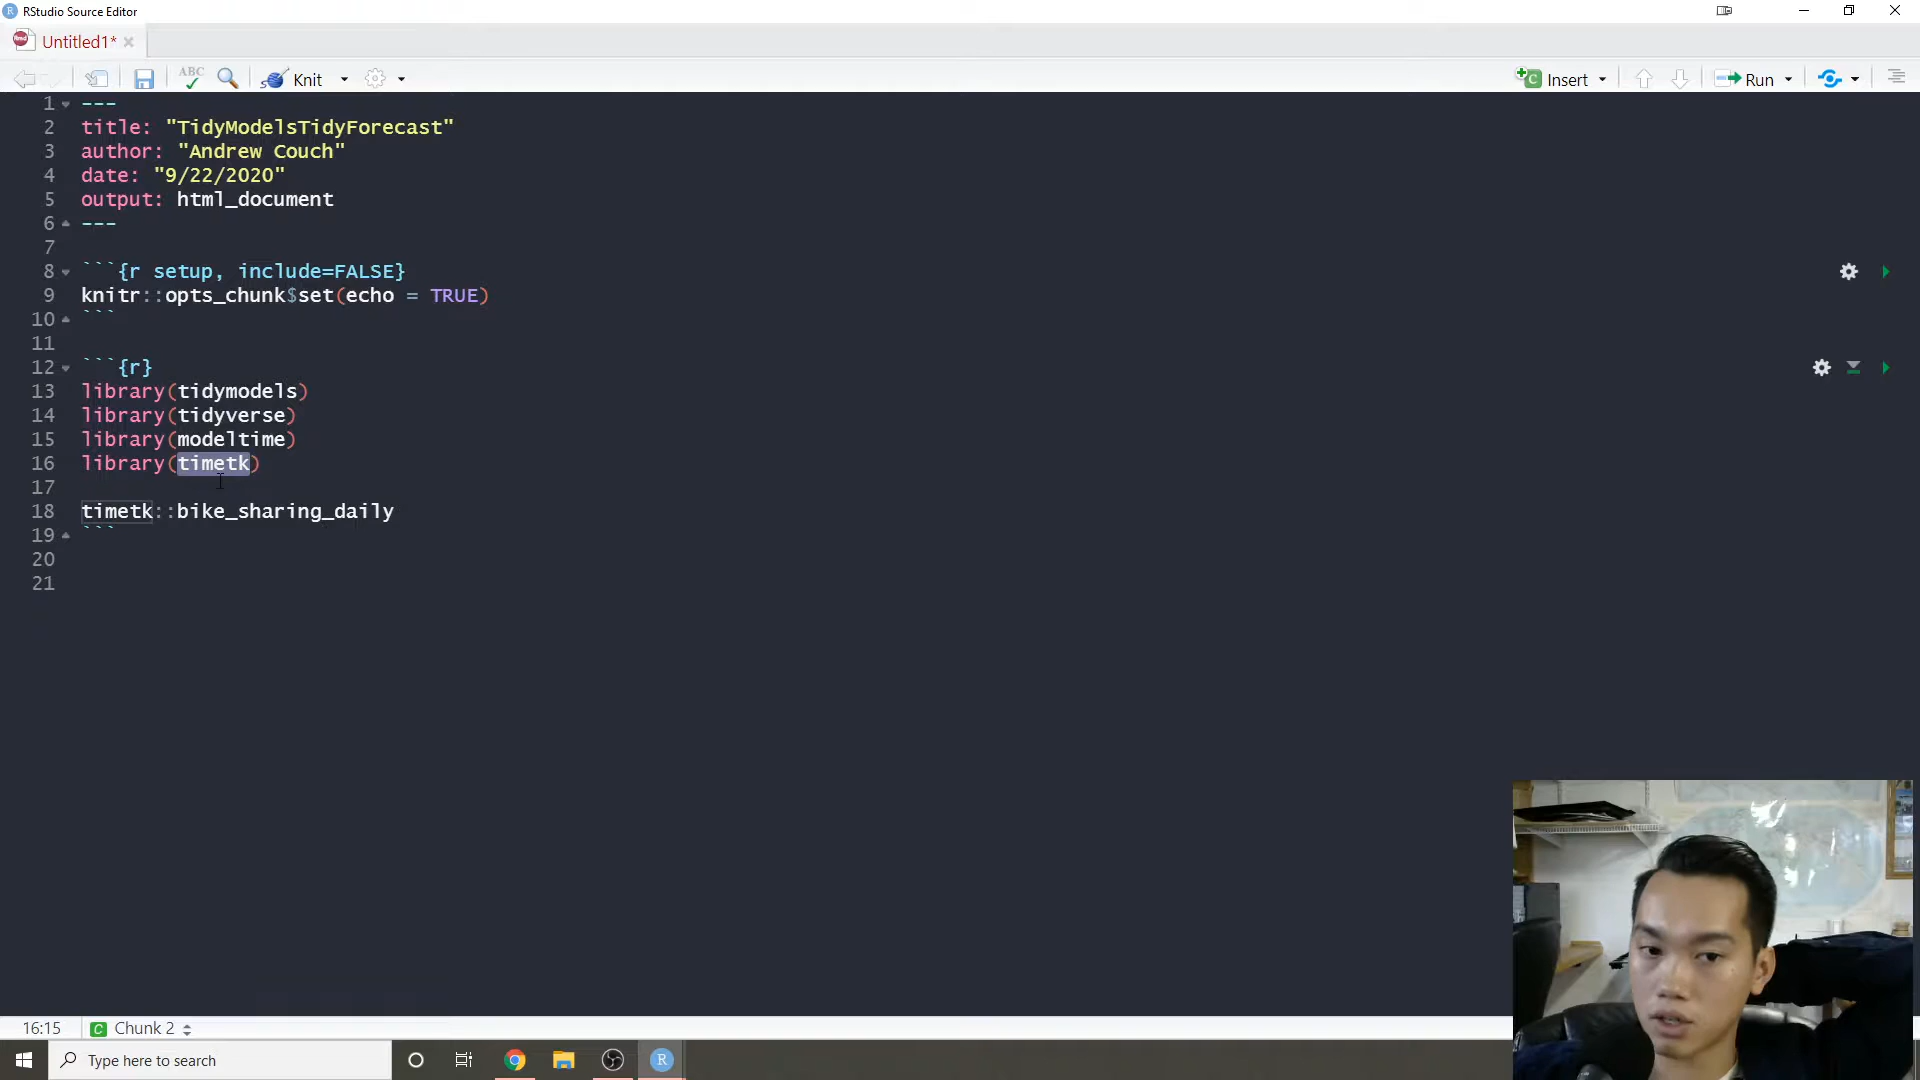 RStudio Source Editor
Untitled1*
ABC
Knit
Insert
Run
1 ---
2 title: "TidyModelsTidyForecast"
3 author: "Andrew Couch"
4 date: "9/22/2020"
5 output: html_document
6 ---
7
8 ```{r setup, include=FALSE}
9 knitr::opts_chunk$set(echo = TRUE)
10 ```
11
12 ```{r}
13 library(tidymodels)
14 library(tidyverse)
15 library(modeltime)
16 library(timetk)
17
18 timetk::bike_sharing_daily
19 ```
20
21
16:15 C Chunk 2
Type here to search
R